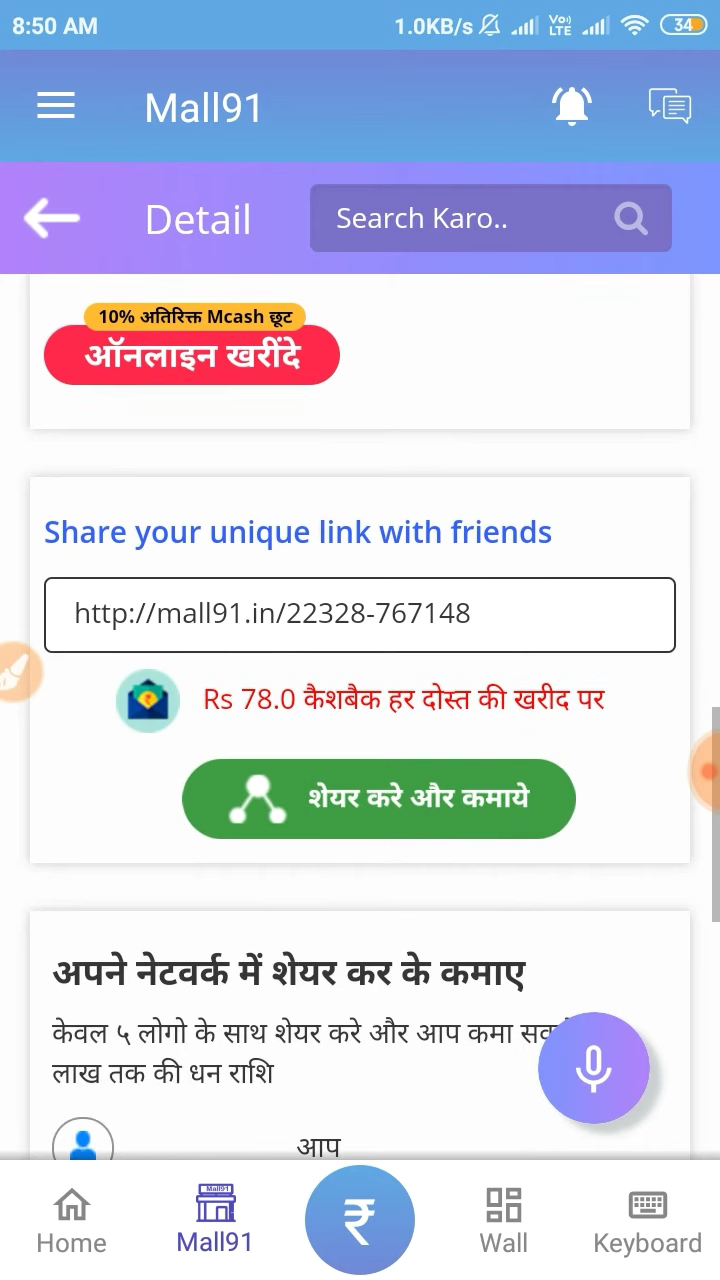 8:50 AM
1.0KB/s
Vo))
LTE
34
Mall91
Detail
Search Karo..
10% अतिरिक्त Mcash छूट
ऑनलाइन खरींदे
Share your unique link with friends
http://mall91.in/22328-767148
Rs 78.0 कैशबैक हर दोस्त की खरीद पर
शेयर करे और कमाये
अपने नेटवर्क में शेयर कर के कमाए
केवल ५ लोगो के साथ शेयर करे और आप कमा
लाख तक की धन राशि
आप
Mall91
₹
Home
Mall91
Wall
Keyboard